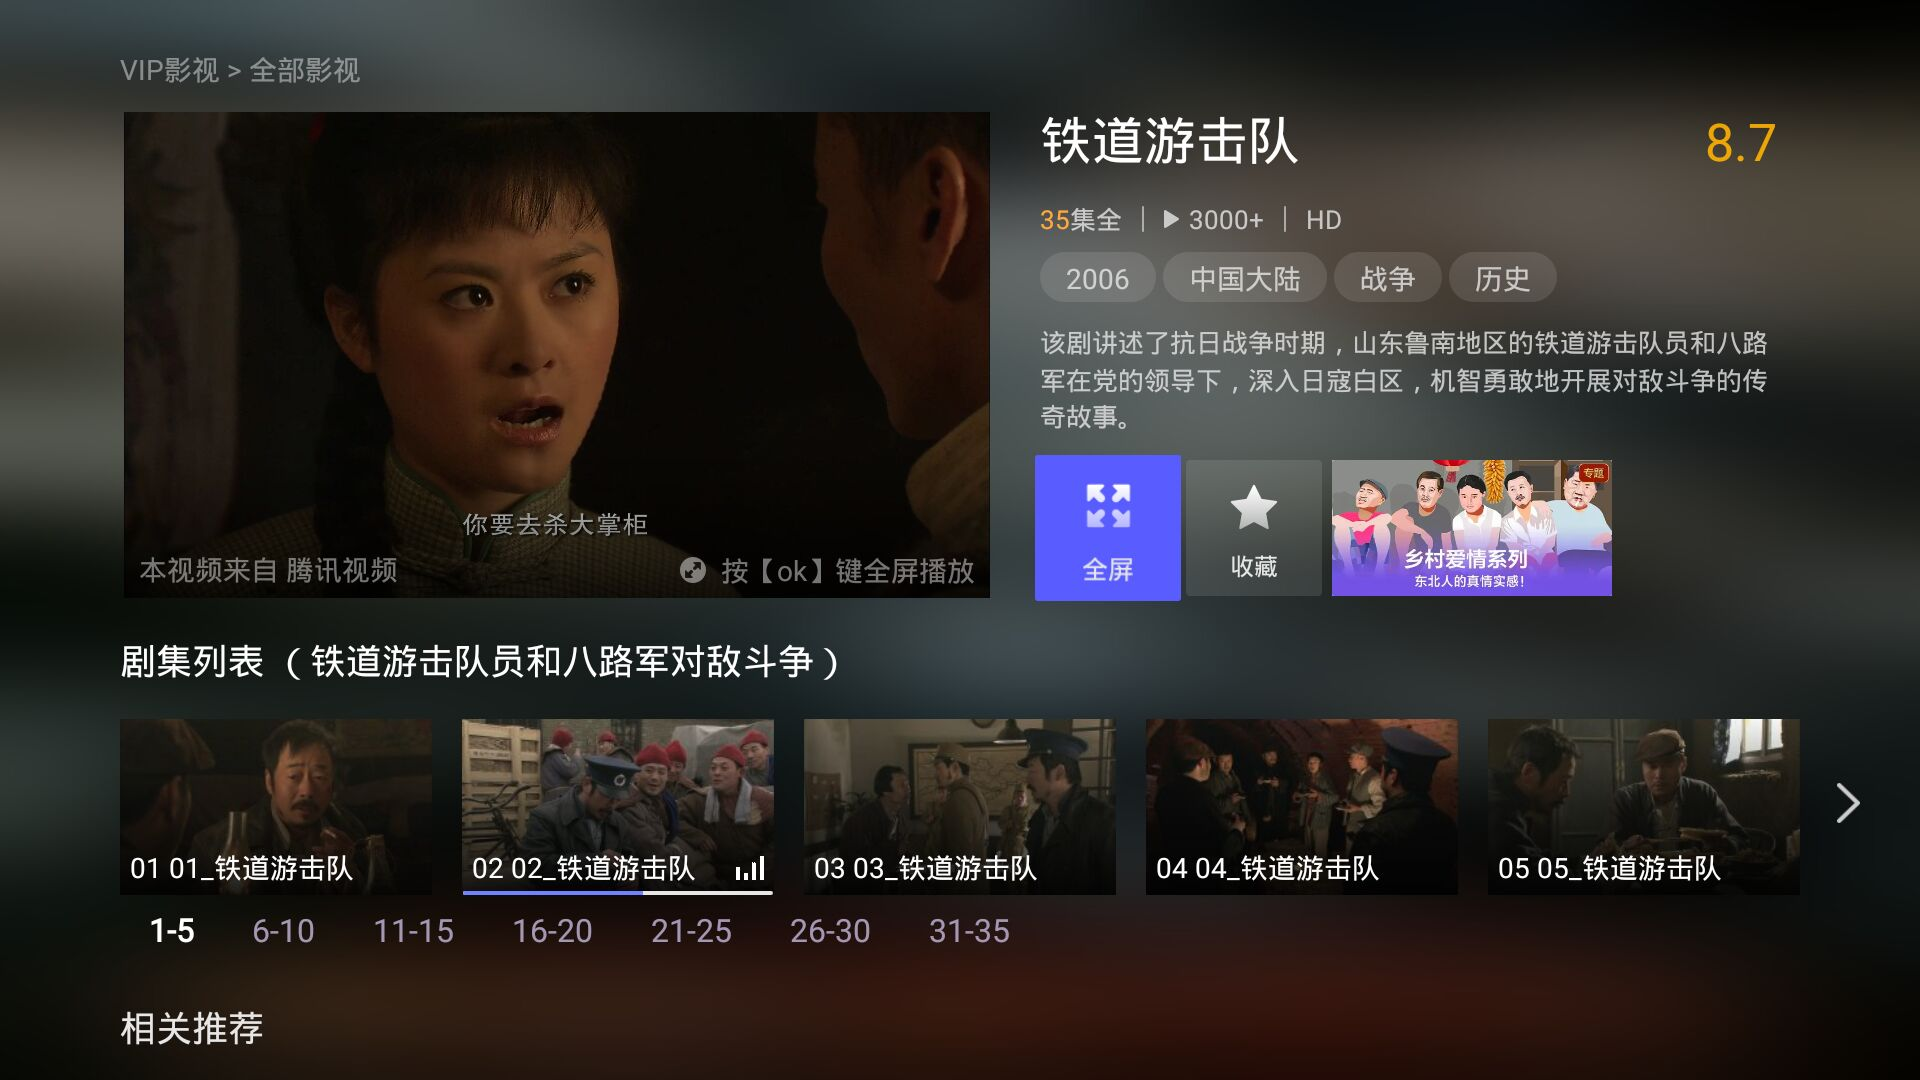 VIP影视 > 全部影视
铁道游击队
8.7
35集全 | 3000+ | HD
2006 中国大陆 战争 历史
该剧讲述了抗日战争时期，山东鲁南地区的铁道游击队员和八路
军在党的领导下，深入日寇白区，机智勇敢地开展对敌斗争的传
奇故事。
你要去杀大掌柜
本视频来自 腾讯视频
按【ok】键全屏播放
全屏
收藏
专题
乡村爱情系列
东北人的真情实感！
剧集列表（铁道游击队员和八路军对敌斗争）
01 01_铁道游击队
02 02_铁道游击队
03 03_铁道游击队
04 04_铁道游击队
05 05_铁道游击队
1-5 6-10 11-15 16-20 21-25 26-30 31-35
相关推荐